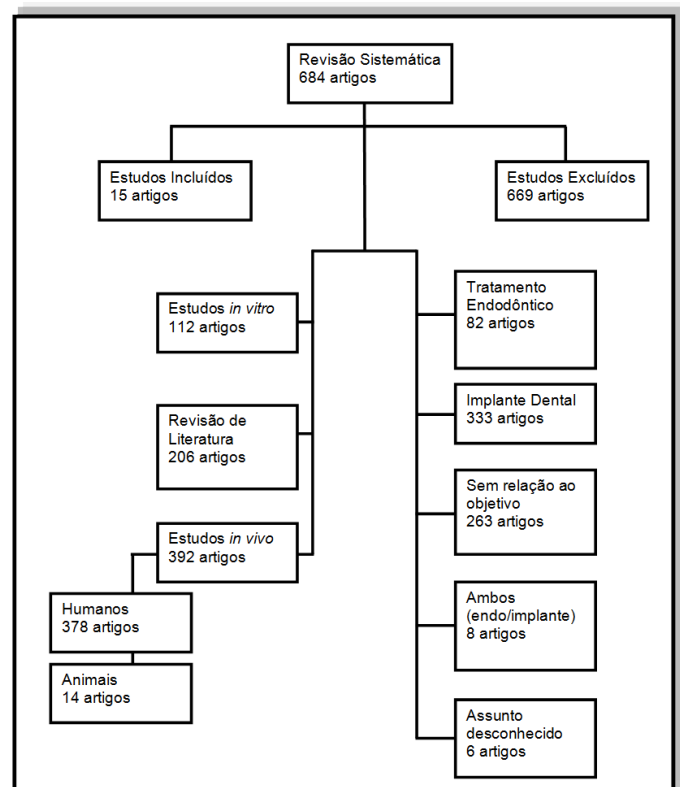 Revisão Sistemática
684 artigos
Estudos Incluídos
15 artigos
Estudos Excluídos
669 artigos
Estudos in vitro
112 artigos
Revisão de
Literatura
206 artigos
Estudos in vivo
392 artigos
Humanos
378 artigos
Animais
14 artigos
Tratamento
Endodôntico
82 artigos
Implante Dental
333 artigos
Sem relação ao
objetivo
263 artigos
Ambos
(endo/implante)
8 artigos
Assunto
desconhecido
6 artigos